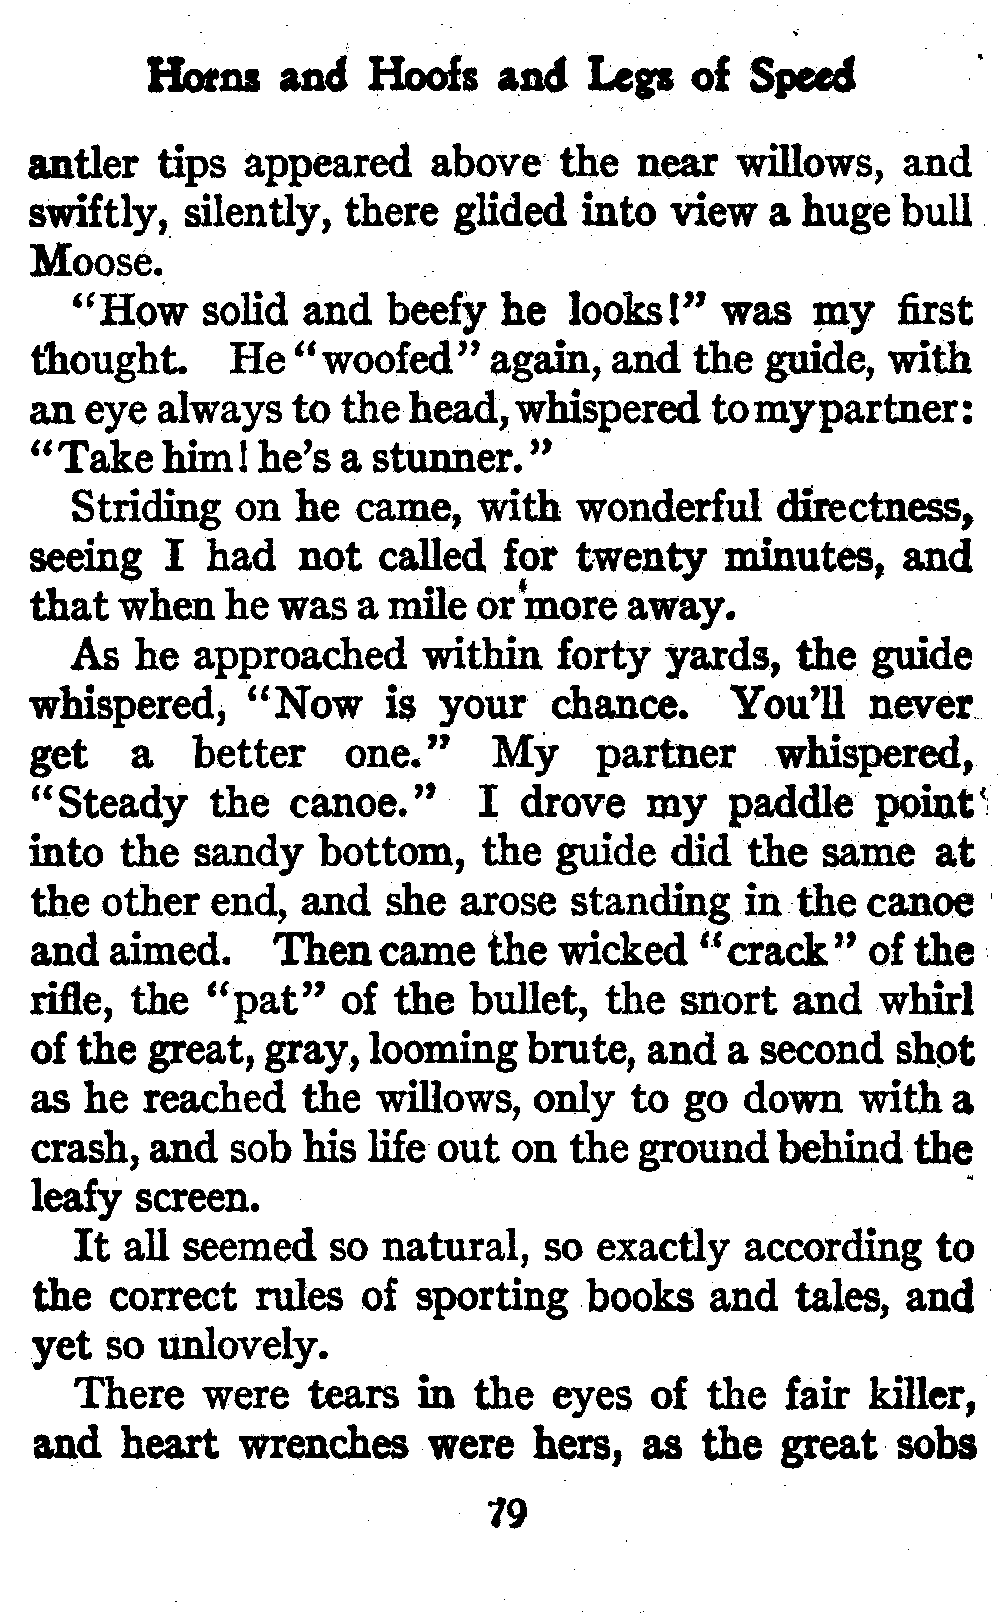 Horns and Hoofs and Legs of Speed
antler tips appeared above the near willows, and
swiftly, silently, there glided into view a huge bull
Moose.
"How solid and beefy he looks!" was my first
thought. He "woofed" again, and the guide, with
an eye always to the head, whispered to my partner:
"Take him! he's a stunner."
Striding on he came, with wonderful directness,
seeing I had not called for twenty minutes, and
that when he was a mile or more away.
As he approached within forty yards, the guide
whispered, "Now is your chance. You'll never
get a better one." My partner whispered,
"Steady the canoe." I drove my paddle point
into the sandy bottom, the guide did the same at
the other end, and she arose standing in the canoe
and aimed. Then came the wicked "crack" of the
rifle, the "pat" of the bullet, the snort and whirl
of the great, gray, looming brute, and a second shot
as he reached the willows, only to go down with a
crash, and sob his life out on the ground behind the
leafy screen.
It all seemed so natural, so exactly according to
the correct rules of sporting books and tales, and
yet so unlovely.
There were tears in the eyes of the fair killer,
and heart wrenches were hers, as the great sobs
79